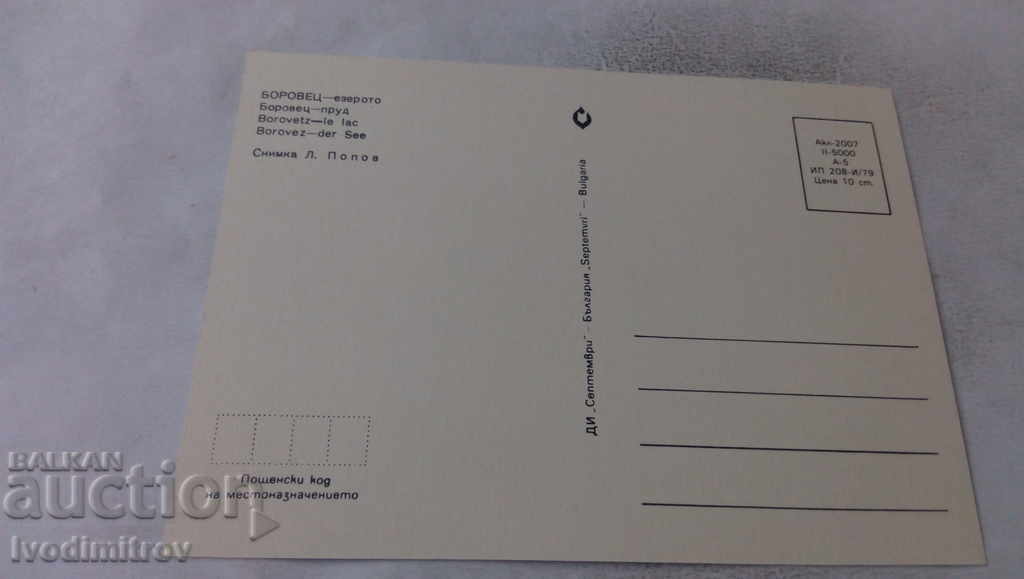 БОРОВЕЦ—езерото
Боровец—пруд
Borovetz—le lac
Borovez—der See
Снимка Л. Попов
ДИ „Септември" – България „Septemvri" – Bulgaria
Акл-2007
II-5000
А-5
ИП 208-И/79
Цена 10 ст.
Пощенски код
на местоназначението
BALKAN
auction
Ivodimitrov